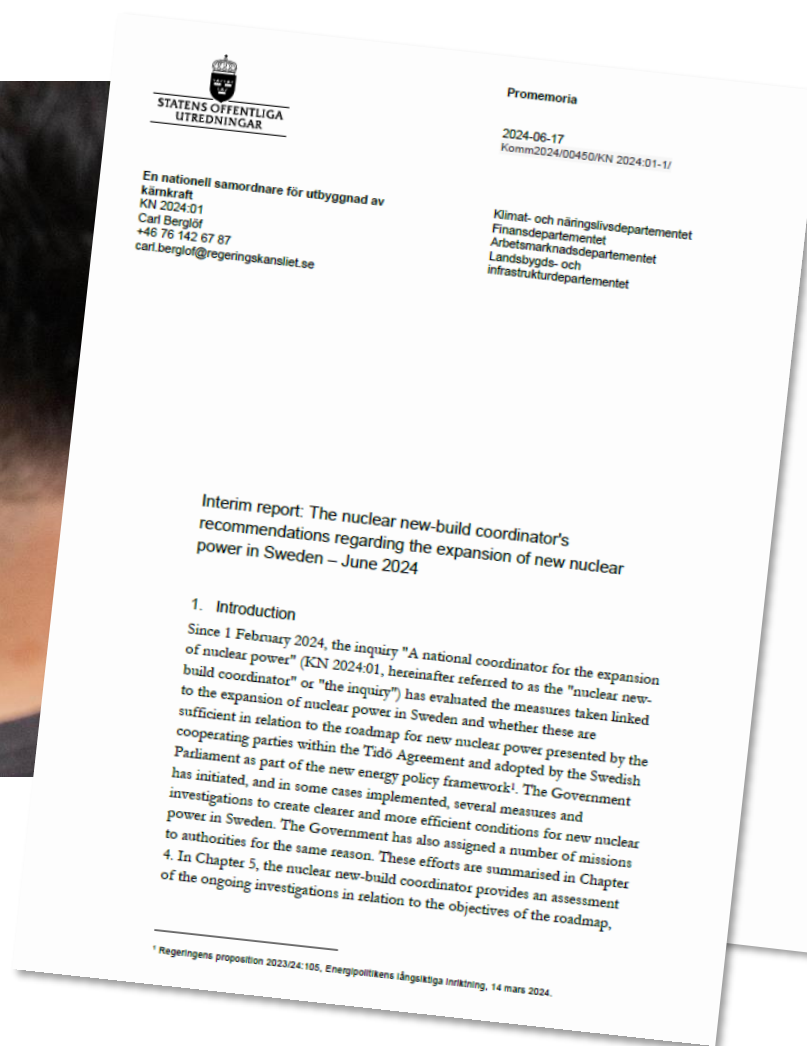 STATENS OFFENTLIGA
UTREDNINGAR
Promemoria
2024-06-17
Komm2024/00450/KN 2024:01-1/
En nationell samordnare för utbyggnad av
kärnkraft
KN 2024:01
Carl Berglöf
+46 76 142 67 87
carl.berglof@regeringskansliet.se
Klimat- och näringslivsdepartementet
Finansdepartementet
Arbetsmarknadsdepartementet
Landsbygds- och
infrastrukturdepartementet
Interim report: The nuclear new-build coordinator's
recommendations regarding the expansion of new nuclear
power in Sweden – June 2024
1. Introduction
Since 1 February 2024, the inquiry "A national coordinator for the expansion
of nuclear power" (KN 2024:01, hereinafter referred to as the "nuclear new-
build coordinator" or "the inquiry") has evaluated the measures taken linked
to the expansion of nuclear power in Sweden and whether these are
sufficient in relation to the roadmap for new nuclear power presented by the
cooperating parties within the Tidö Agreement and adopted by the Swedish
Parliament as part of the new energy policy framework¹. The Government
has initiated, and in some cases implemented, several measures and
investigations to create clearer and more efficient conditions for new nuclear
power in Sweden. The Government has also assigned a number of missions
to authorities for the same reason. These efforts are summarised in Chapter
4. In Chapter 5, the nuclear new-build coordinator provides an assessment
of the ongoing investigations in relation to the objectives of the roadmap,
¹ Regeringens proposition 2023/24:105, Energipolitikens långsiktiga inriktning, 14 mars 2024.